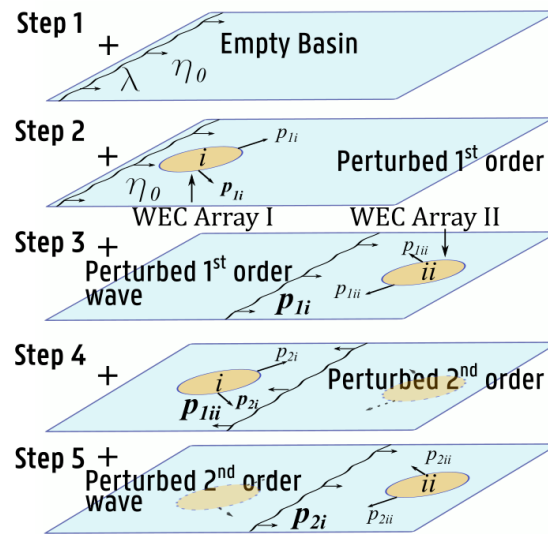 Step 1
+
Empty Basin
λ
η₀
Step 2
+
i
p₁ᵢ
Perturbed 1ˢᵗ
order
η₀
p₁ᵢ
WEC Array I
WEC Array II
Step 3
+
Perturbed 1ˢᵗ order
wave
p₁ᵢ
p₁ᵢᵢ
ii
p₁ᵢᵢ
Step 4
+
i
p₂ᵢ
Perturbed 2ⁿᵈ order
p₁ᵢᵢ
p₂ᵢ
Step 5
+
Perturbed 2ⁿᵈ order
wave
p₂ᵢ
p₂ᵢᵢ
ii
p₂ᵢᵢ